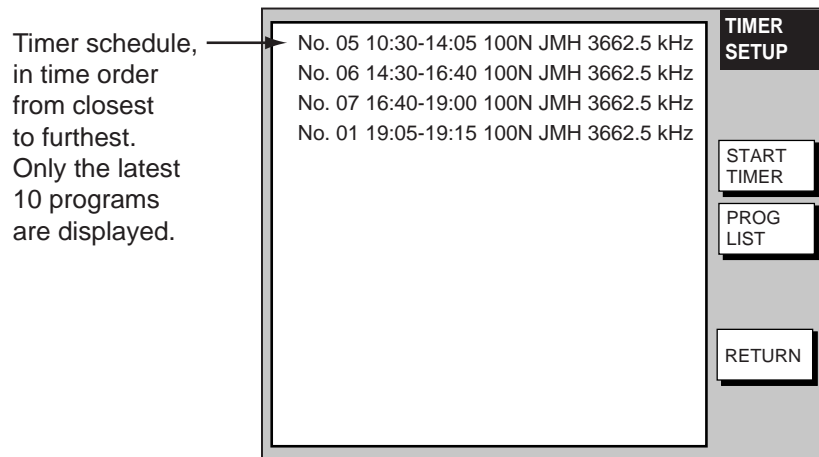 Timer schedule,
in time order
from closest
to furthest.
Only the latest
10 programs
are displayed.
No. 05 10:30-14:05 100N JMH 3662.5 kHz
No. 06 14:30-16:40 100N JMH 3662.5 kHz
No. 07 16:40-19:00 100N JMH 3662.5 kHz
No. 01 19:05-19:15 100N JMH 3662.5 kHz
TIMER
SETUP
START
TIMER
PROG
LIST
RETURN